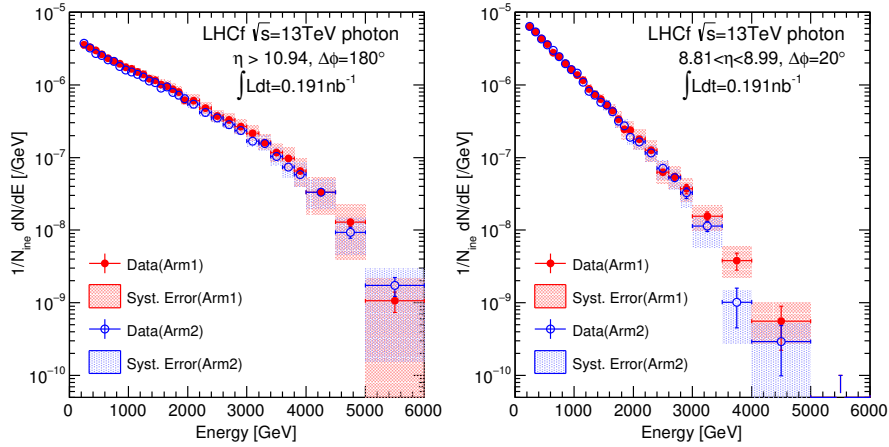 LHCf √s=13TeV photon
η > 10.94, Δϕ=180°
∫Ldt=0.191nb⁻¹
1/N_ine dN/dE [/GeV]
10⁻⁵
10⁻⁶
10⁻⁷
10⁻⁸
10⁻⁹
10⁻¹⁰
Data(Arm1)
Syst. Error(Arm1)
Data(Arm2)
Syst. Error(Arm2)
0 1000 2000 3000 4000 5000 6000
Energy [GeV]
LHCf √s=13TeV photon
8.81<η<8.99, Δϕ=20°
∫Ldt=0.191nb⁻¹
1/N_ine dN/dE [/GeV]
10⁻⁵
10⁻⁶
10⁻⁷
10⁻⁸
10⁻⁹
10⁻¹⁰
Data(Arm1)
Syst. Error(Arm1)
Data(Arm2)
Syst. Error(Arm2)
0 1000 2000 3000 4000 5000 6000
Energy [GeV]